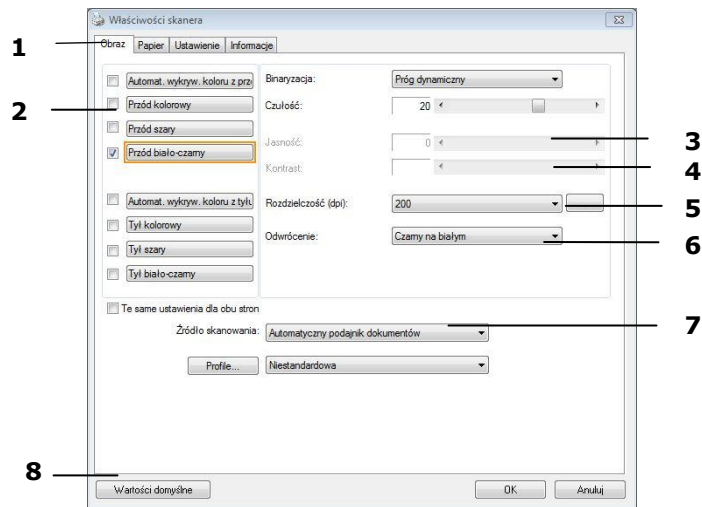 Właściwości skanera
1
Obraz Papier Ustawienie Informacje
Automat. wykryw. koloru z prz
Binaryzacja: Próg dynamiczny
2
Przód kolorowy
Czułość: 20
Przód szary
Jasność: 0
3
Przód biało-czarny
Kontrast:
4
Automat. wykryw. koloru z tyłu
Rozdzielczość (dpi): 200
5
Tył kolorowy
Odwrócenie: Czarny na białym
6
Tył szary
Tył biało-czarny
Te same ustawienia dla obu stron
Źródło skanowania: Automatyczny podajnik dokumentów
7
Profile... Niestandardowa
8
Wartości domyślne OK Anuluj